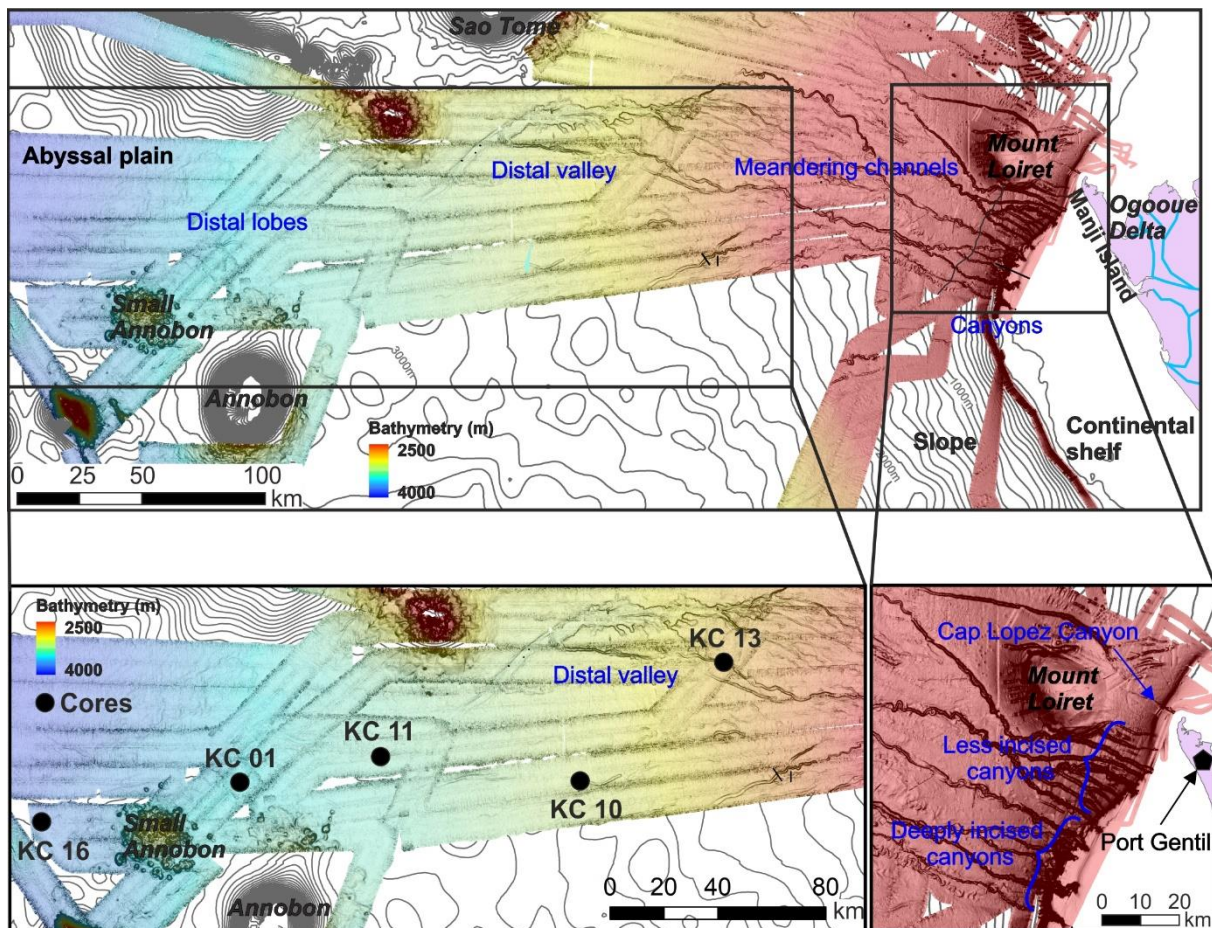 Sao Tome
Abyssal plain
Distal valley
Meandering channels
Mount
Loiret
Ogooue
Delta
Manji Island
Distal lobes
Small
Annobon
Canyons
3000m
1000m
Annobon
Bathymetry (m)
2500
4000
Slope
Continental
shelf
0 25 50 100
km
Bathymetry (m)
2500
4000
Cores
KC 13
Distal valley
KC 11
KC 01
KC 10
KC 16
Small
Annobon
Annobon
0 20 40 80
km
Cap Lopez Canyon
Mount
Loiret
Less incised
canyons
Deeply incised
canyons
Port Gentil
0 10 20
km